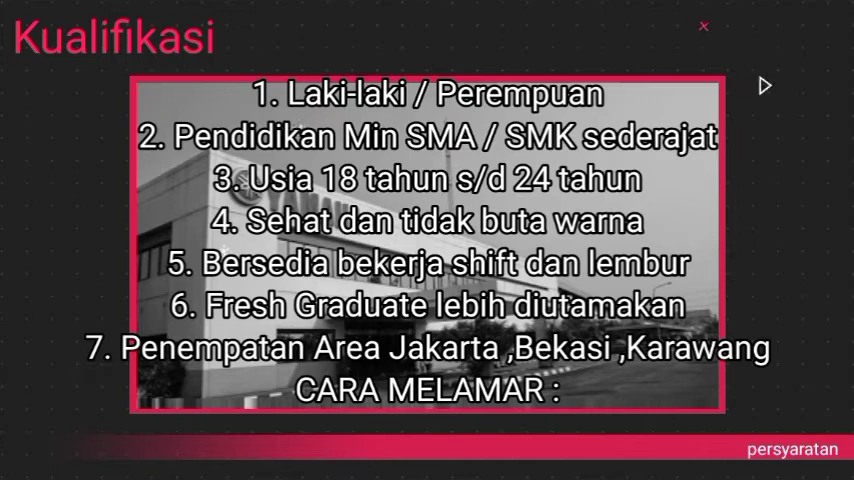 Kualifikasi
1. Laki-laki / Perempuan
2. Pendidikan Min SMA / SMK sederajat
3. Usia 18 tahun s/d 24 tahun
4. Sehat dan tidak buta warna
5. Bersedia bekerja shift dan lembur
6. Fresh Graduate lebih diutamakan
7. Penempatan Area Jakarta ,Bekasi ,Karawang
CARA MELAMAR :
persyaratan